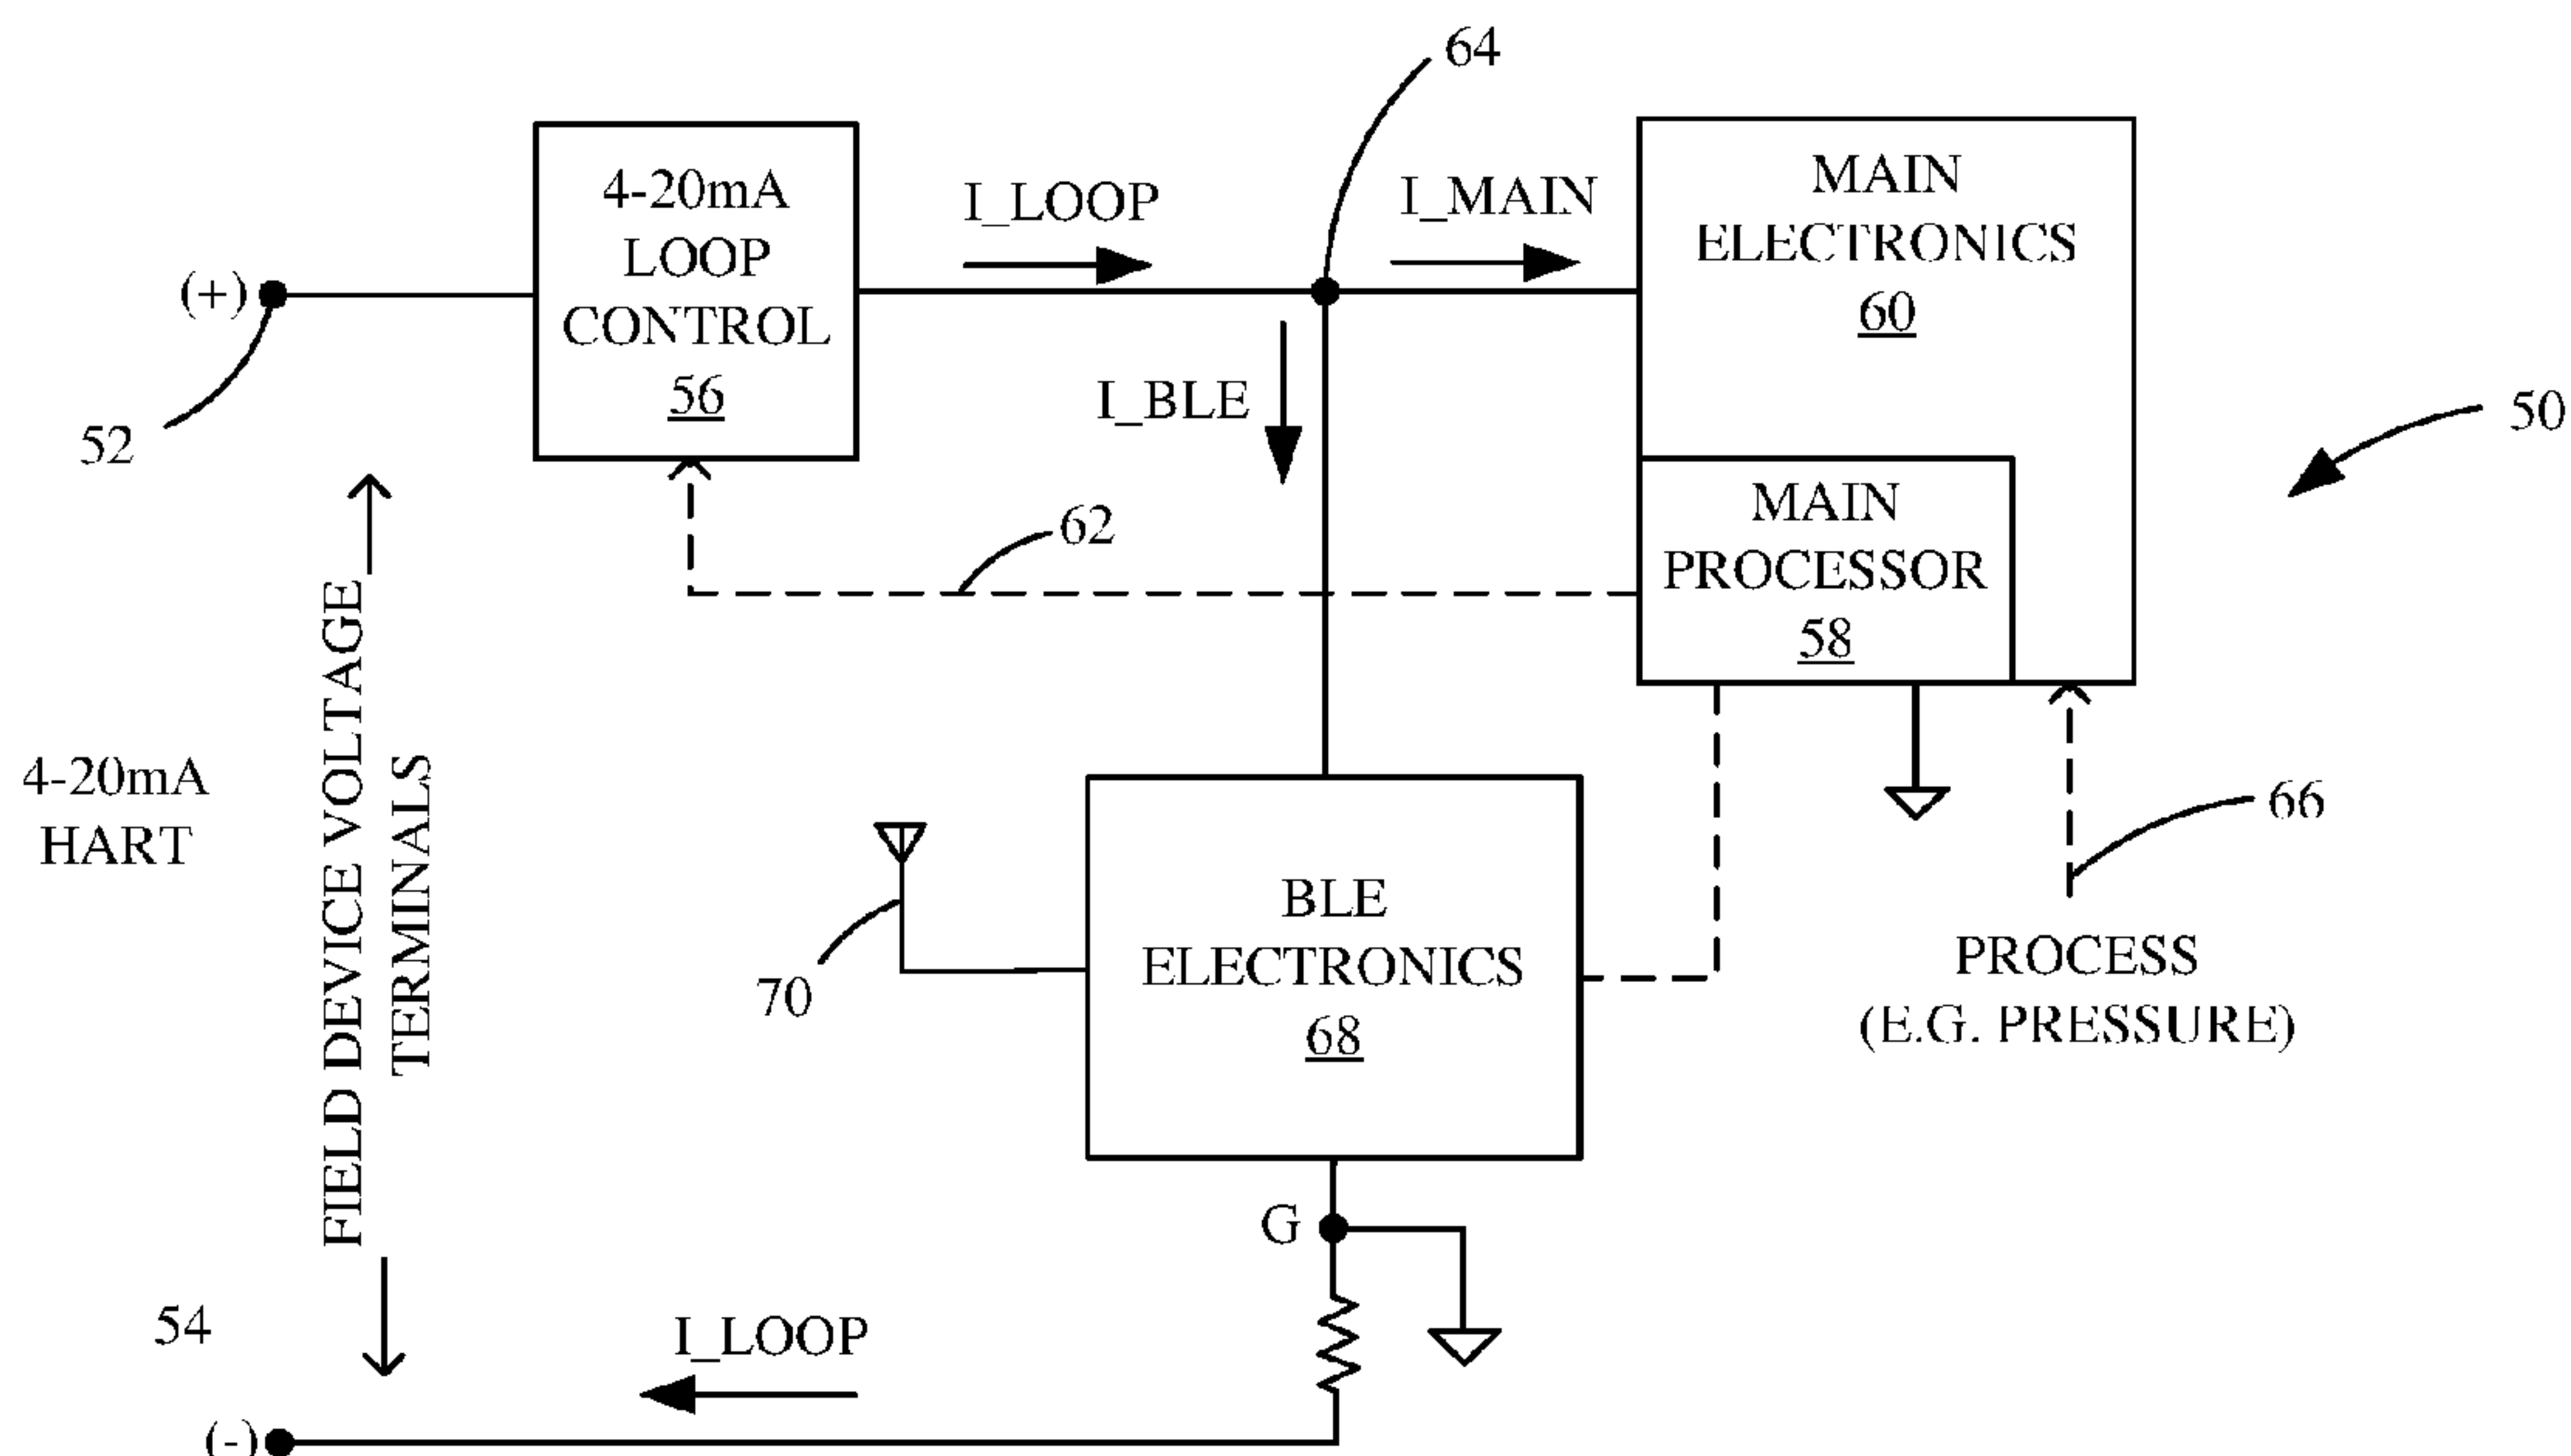 64
4-20mA
LOOP
CONTROL
56
I_LOOP
I_MAIN
MAIN
ELECTRONICS
60
(+)
52
I_BLE
50
62
MAIN
PROCESSOR
58
4-20mA
HART
FIELD DEVICE VOLTAGE
TERMINALS
66
70
BLE
ELECTRONICS
68
PROCESS
(E.G. PRESSURE)
G
54
I_LOOP
(-)